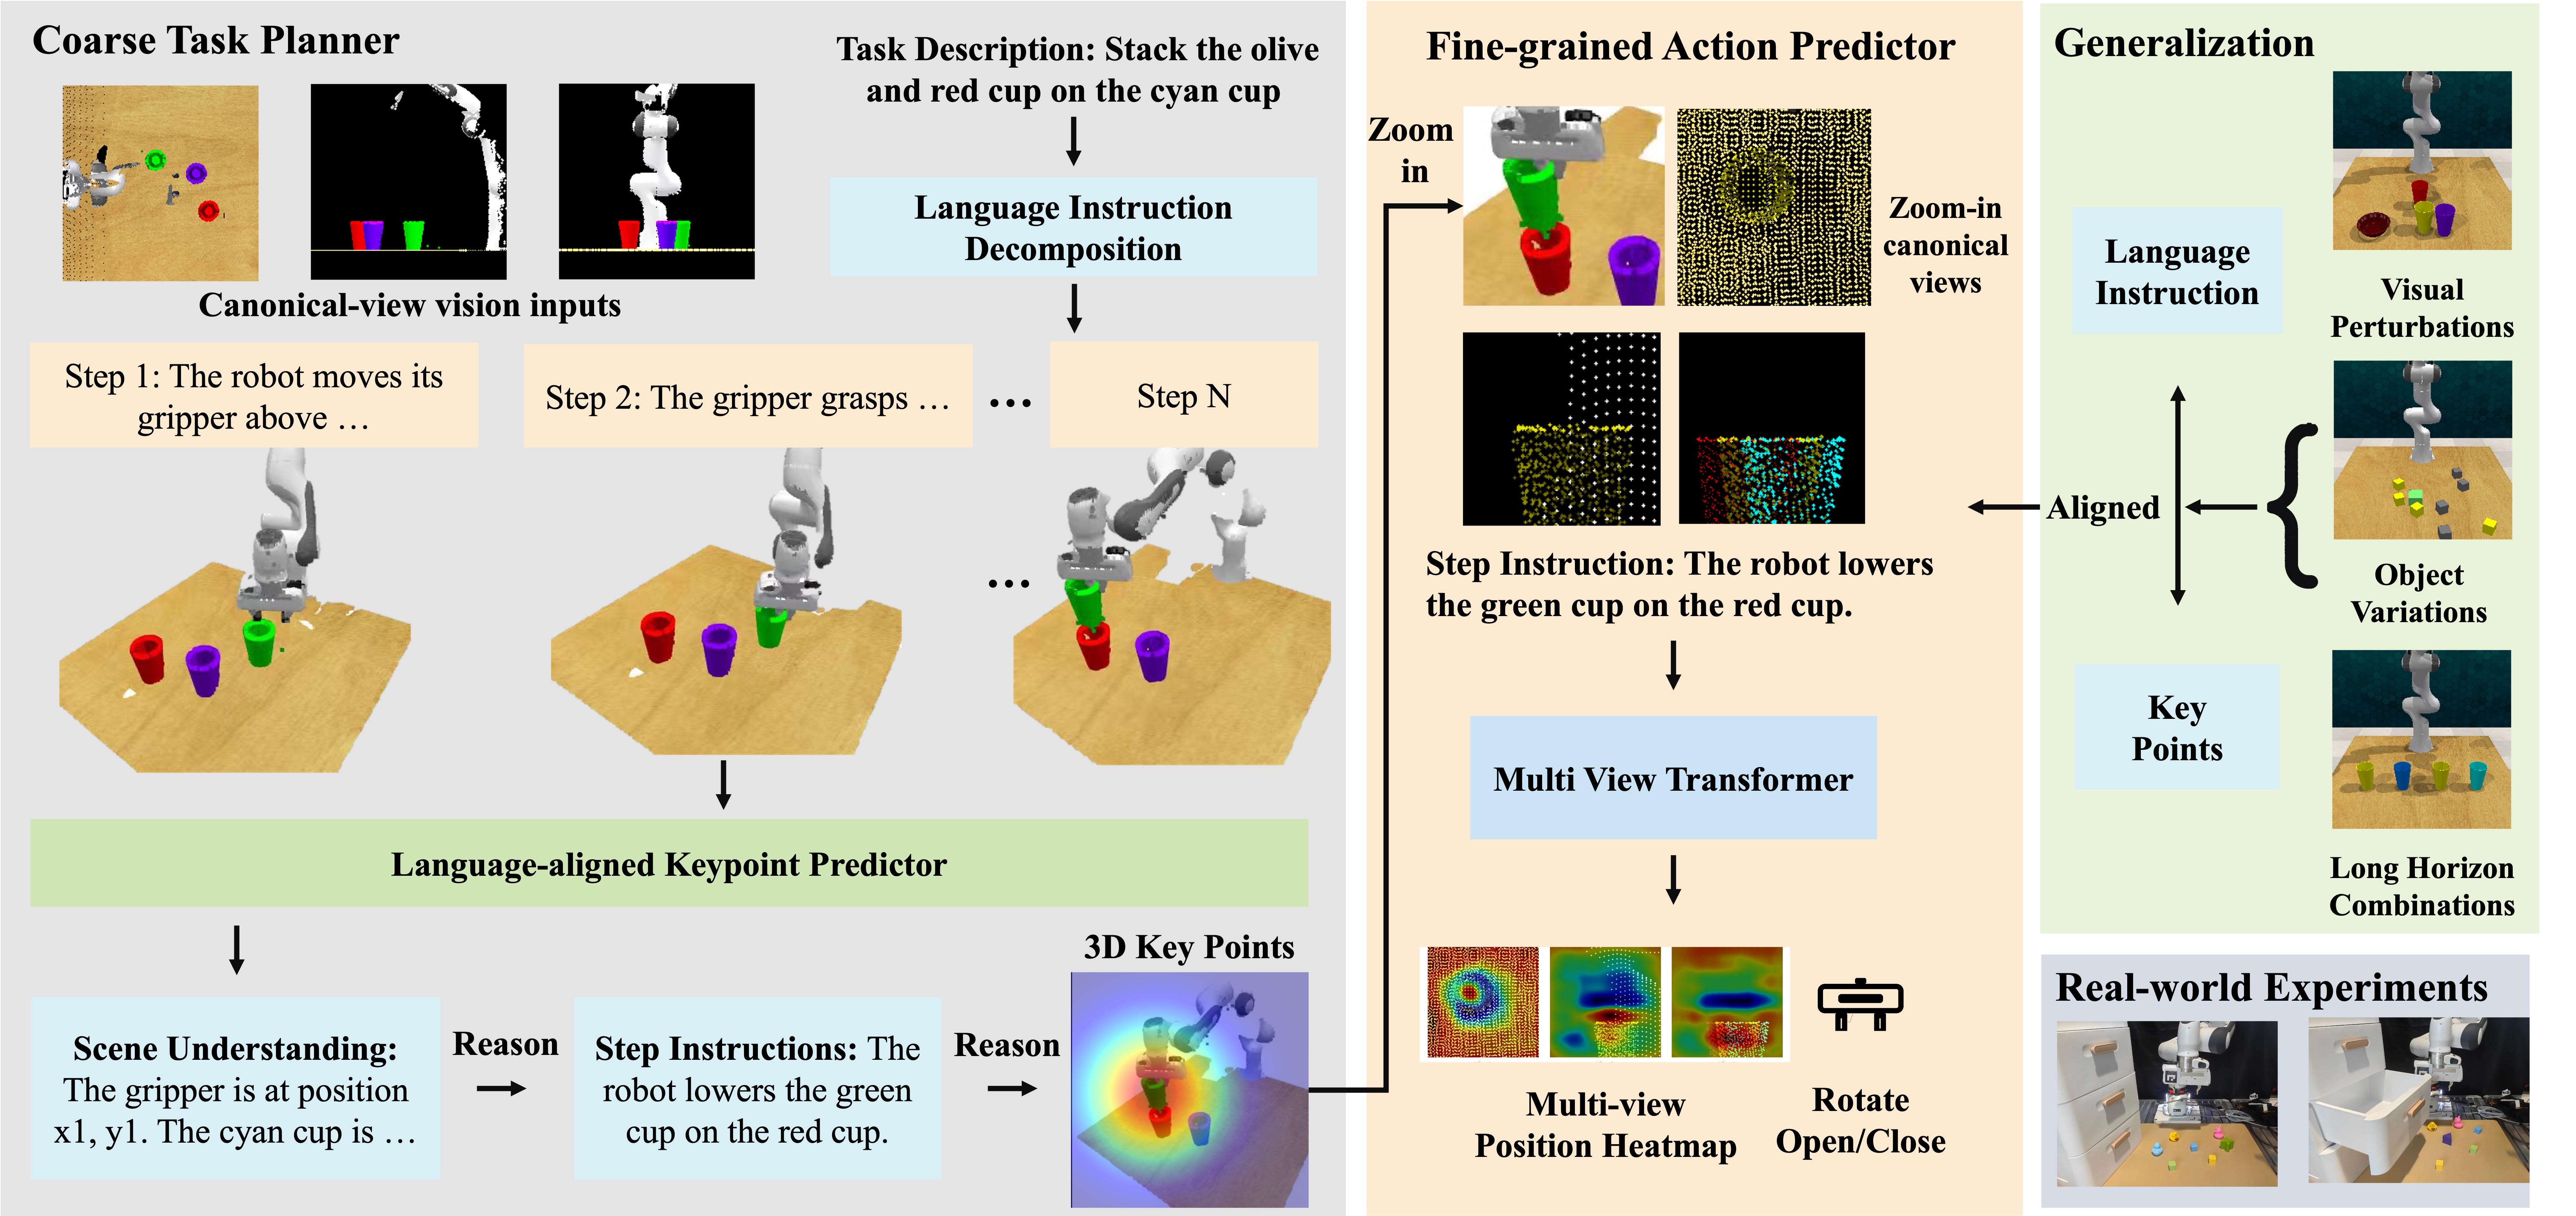 Coarse Task Planner
Task Description: Stack the olive
and red cup on the cyan cup
Language Instruction
Decomposition
Canonical-view vision inputs
Step 1: The robot moves its
gripper above …
Step 2: The gripper grasps …
…
Step N
…
Language-aligned Keypoint Predictor
3D Key Points
Scene Understanding:
The gripper is at position
x1, y1. The cyan cup is …
Reason
Step Instructions: The
robot lowers the green
cup on the red cup.
Reason
Fine-grained Action Predictor
Zoom
in
Zoom-in
canonical
views
Step Instruction: The robot lowers
the green cup on the red cup.
Multi View Transformer
Multi-view
Position Heatmap
Rotate
Open/Close
Generalization
Language
Instruction
Visual
Perturbations
Aligned
{
Object
Variations
Key
Points
Long Horizon
Combinations
Real-world Experiments